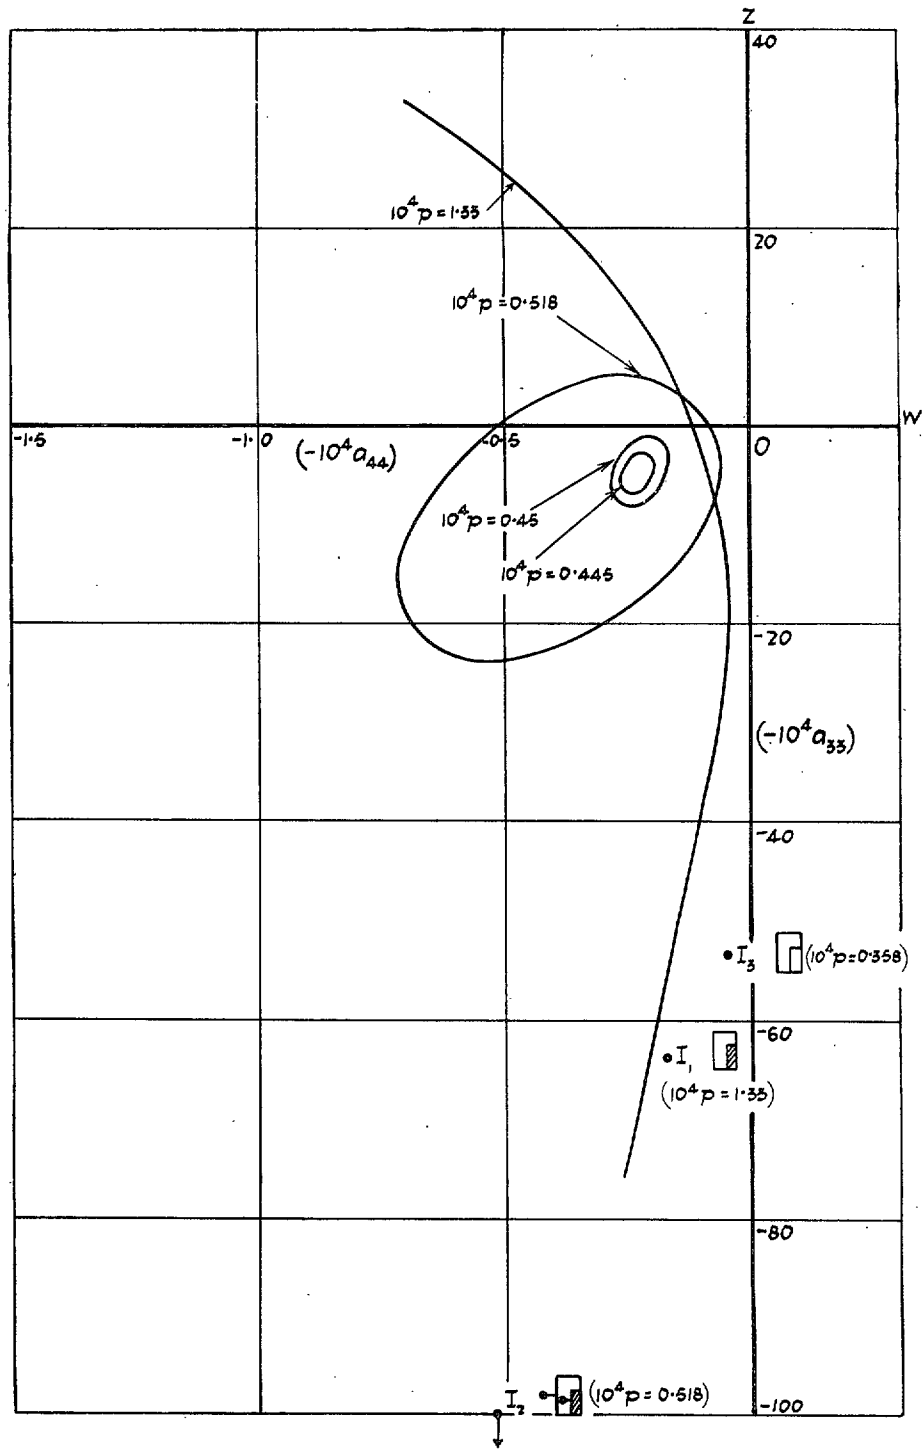 Z
40
10⁴p = 1·33
20
10⁴p = 0·518
W
-1·5
-1·0
-0·5
0
(-10⁴a₄₄)
10⁴p = 0·45
10⁴p = 0·445
-20
(-10⁴a₃₃)
-40
I₃ (10⁴p=0·358)
-60
I₁
(10⁴p = 1·33)
-80
I₂ (10⁴p = 0·518)
-100